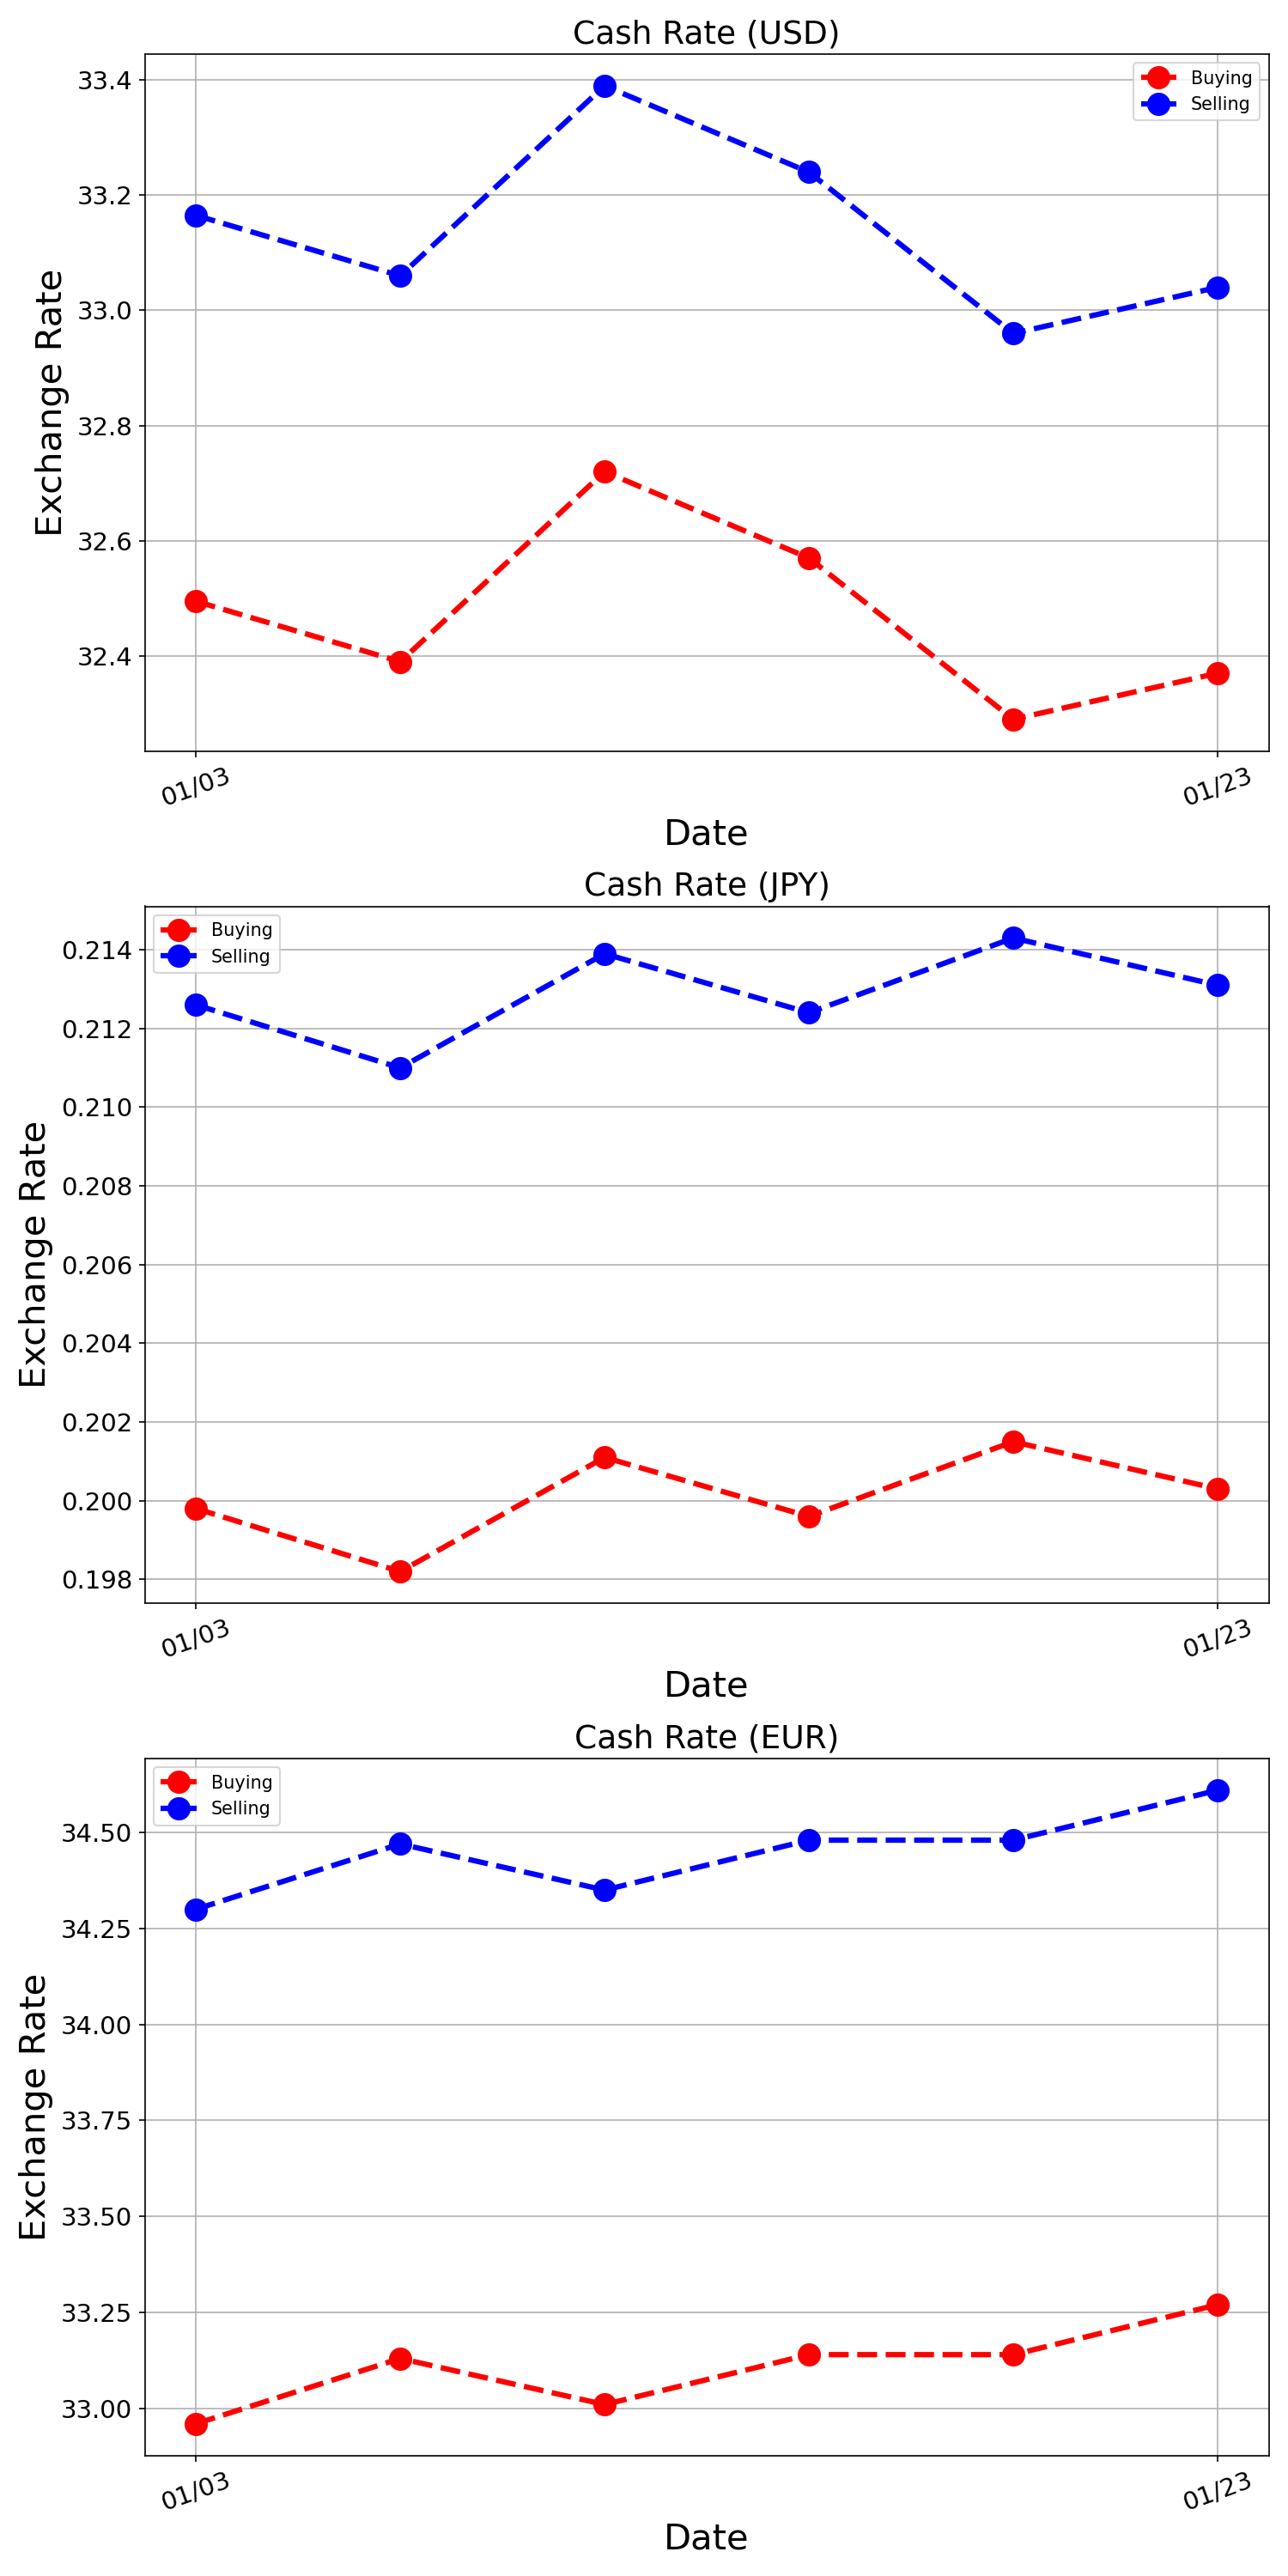 Cash Rate (USD)
Buying
Selling
33.4
33.2
33.0
32.8
32.6
32.4
Exchange Rate
01/03
01/23
Date
Cash Rate (JPY)
Buying
Selling
0.214
0.212
0.210
0.208
0.206
0.204
0.202
0.200
0.198
Exchange Rate
01/03
01/23
Date
Cash Rate (EUR)
Buying
Selling
34.50
34.25
34.00
33.75
33.50
33.25
33.00
Exchange Rate
01/03
01/23
Date